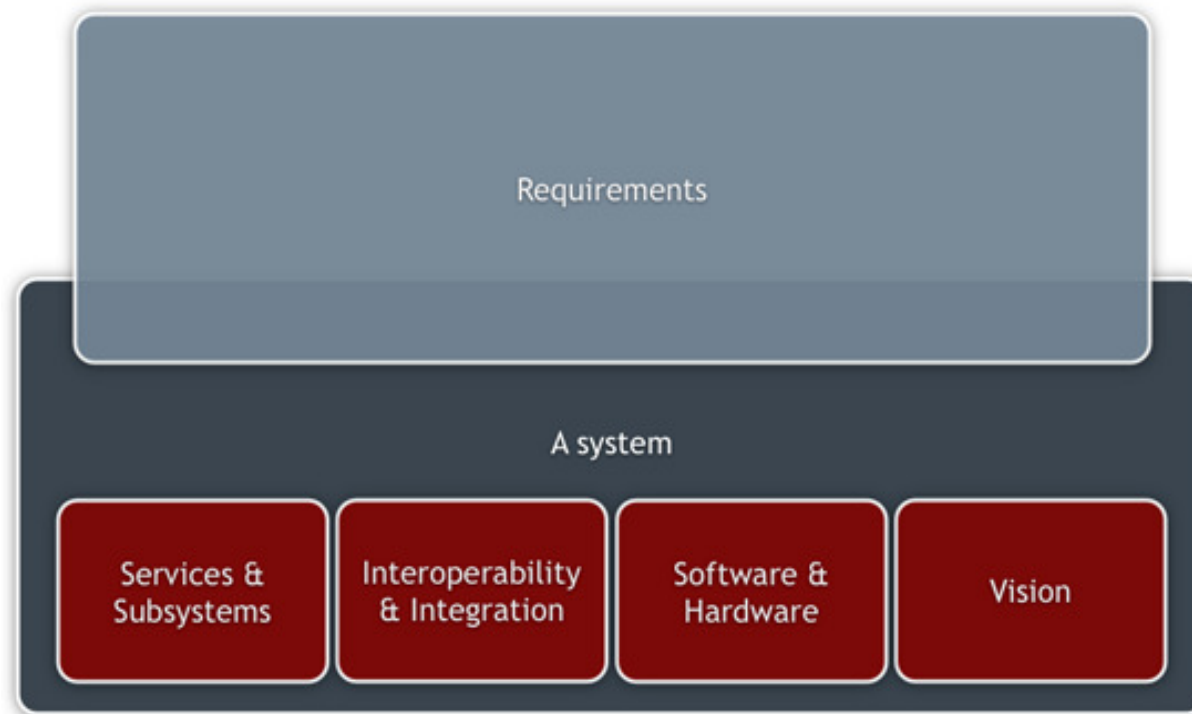 Requirements
A system
Services &
Subsystems
Interoperability
& Integration
Software &
Hardware
Vision